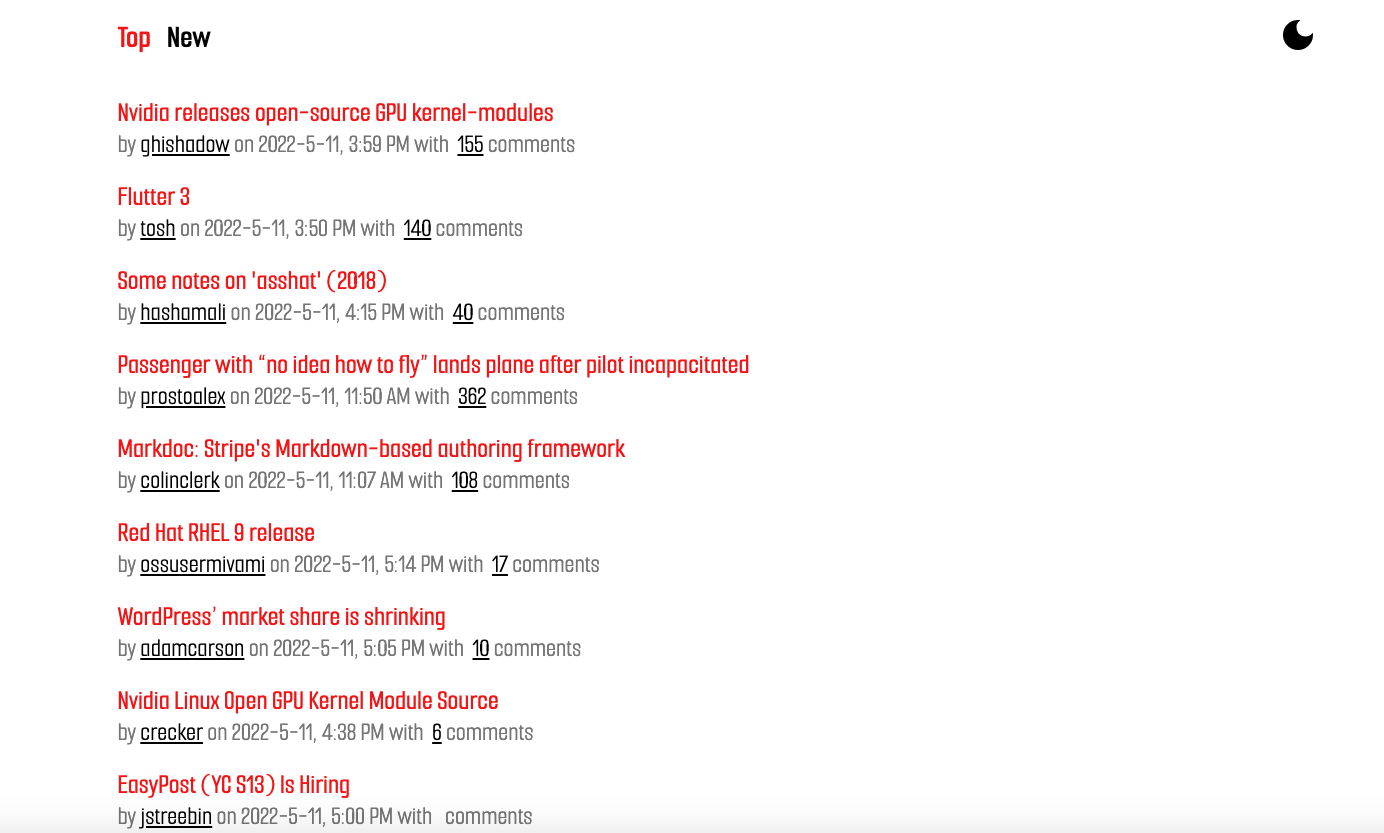 Top New
Nvidia releases open-source GPU kernel-modules
by ghishadow on 2022-5-11, 3:59 PM with 155 comments
Flutter 3
by tosh on 2022-5-11, 3:50 PM with 140 comments
Some notes on 'asshat' (2018)
by hashamali on 2022-5-11, 4:15 PM with 40 comments
Passenger with “no idea how to fly” lands plane after pilot incapacitated
by prostoalex on 2022-5-11, 11:50 AM with 362 comments
Markdoc: Stripe's Markdown-based authoring framework
by colinclerk on 2022-5-11, 11:07 AM with 108 comments
Red Hat RHEL 9 release
by ossusermivami on 2022-5-11, 5:14 PM with 17 comments
WordPress’ market share is shrinking
by adamcarson on 2022-5-11, 5:05 PM with 10 comments
Nvidia Linux Open GPU Kernel Module Source
by crecker on 2022-5-11, 4:38 PM with 6 comments
EasyPost (YC S13) Is Hiring
by jstreebin on 2022-5-11, 5:00 PM with comments